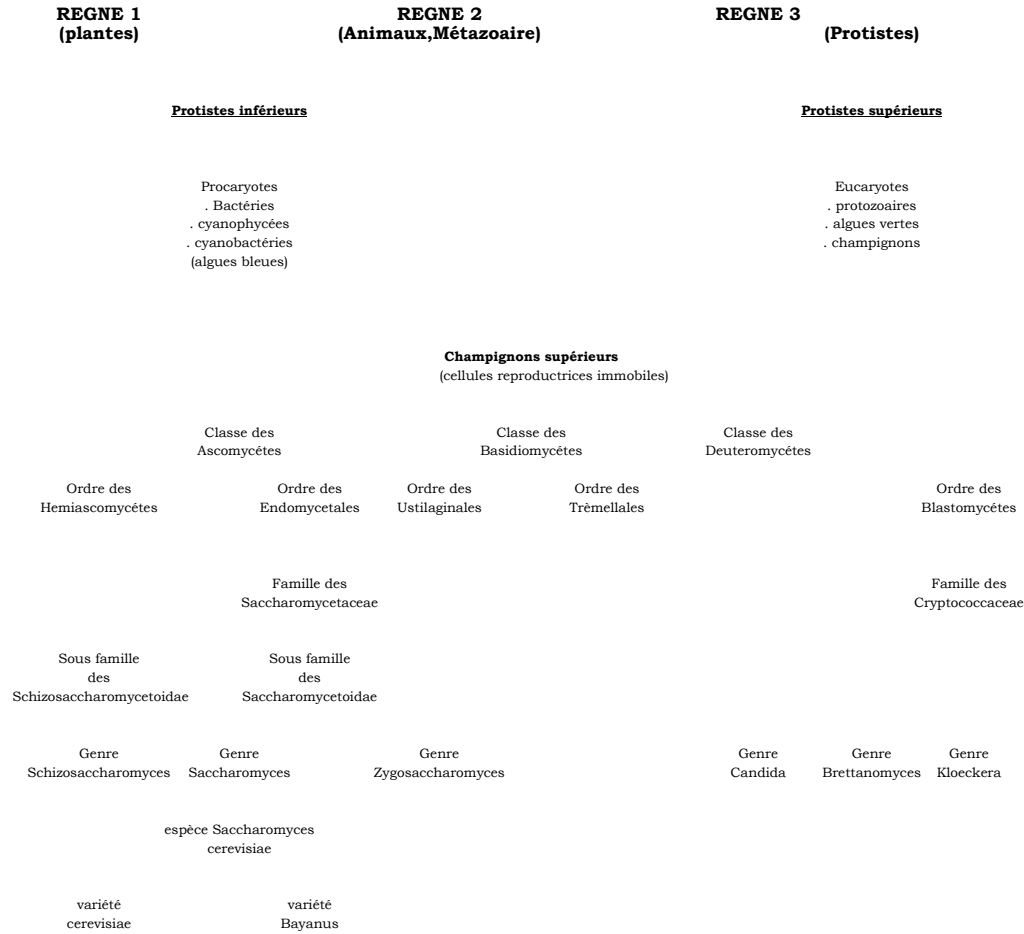 REGNE 1 REGNE 2 REGNE 3
(plantes) (Animaux,Métazoaire) (Protistes)
Protistes inférieurs Protistes supérieurs
Procaryotes Eucaryotes
. Bactéries . protozoaires
. cyanophycées . algues vertes
. cyanobactéries . champignons
(algues bleues)
Champignons supérieurs
(cellules reproductrices immobiles)
Classe des Classe des Classe des
Ascomycétes Basidiomycétes Deuteromycétes
Ordre des Ordre des Ordre des Ordre des Ordre des
Hemiascomycétes Endomycetales Ustilaginales Trèmellales Blastomycétes
Famille des Famille des
Saccharomycetaceae Cryptococcaceae
Sous famille Sous famille
des des
Schizosaccharomycetoidae Saccharomycetoidae
Genre Genre Genre Genre Genre Genre
Schizosaccharomyces Saccharomyces Zygosaccharomyces Candida Brettanomyces Kloeckera
espèce Saccharomyces
cerevisiae
variété variété
cerevisiae Bayanus